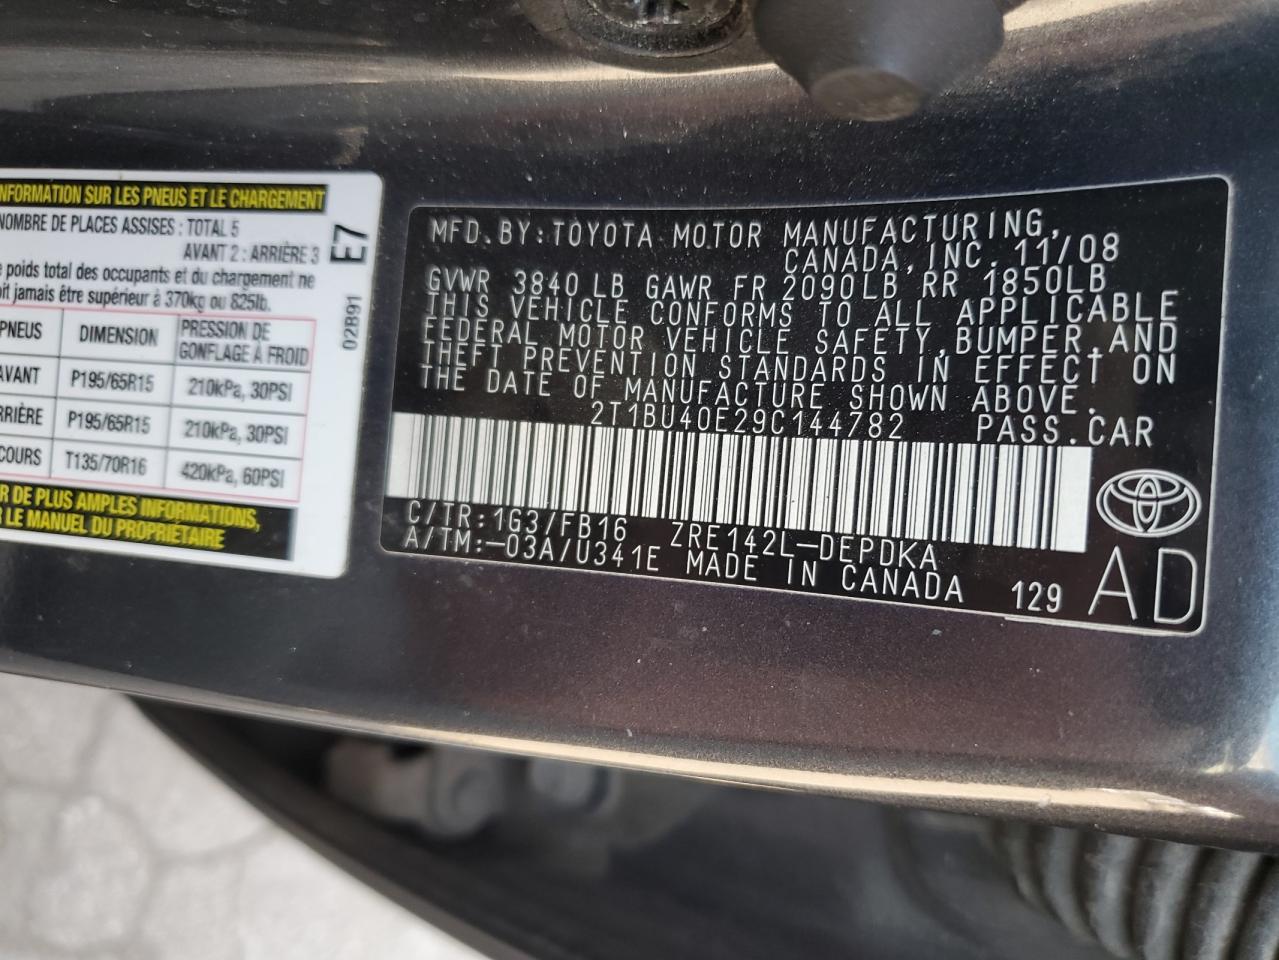 NFORMATION SUR LES PNEUS ET LE CHARGEMENT
NOMBRE DE PLACES ASSISES : TOTAL 5
AVANT 2 : ARRIÈRE 3
poids total des occupants et du chargement ne
oit jamais être supérieur à 370kg ou 825lb.
PNEUS DIMENSION PRESSION DE
GONFLAGE À FROID
AVANT P195/65R15 210kPa, 30PSI
RRIÈRE P195/65R15 210kPa, 30PSI
COURS T135/70R16 420kPa, 60PSI
R DE PLUS AMPLES INFORMATIONS,
LE MANUEL DU PROPRIÉTAIRE
E7
02B91
MFD. BY: TOYOTA MOTOR MANUFACTURING,
CANADA, INC. 11/08
GVWR 3840 LB GAWR FR 2090LB RR 1850LB
THIS VEHICLE CONFORMS TO ALL APPLICABLE
FEDERAL MOTOR VEHICLE SAFETY, BUMPER AND
THEFT PREVENTION STANDARDS IN EFFECT ON
THE DATE OF MANUFACTURE SHOWN ABOVE.
2T1BU40E29C144782 PASS.CAR
C/TR:1G3/FB16 ZRE142L-DEPDKA
A/TM:-03A/U341E MADE IN CANADA 129
AD